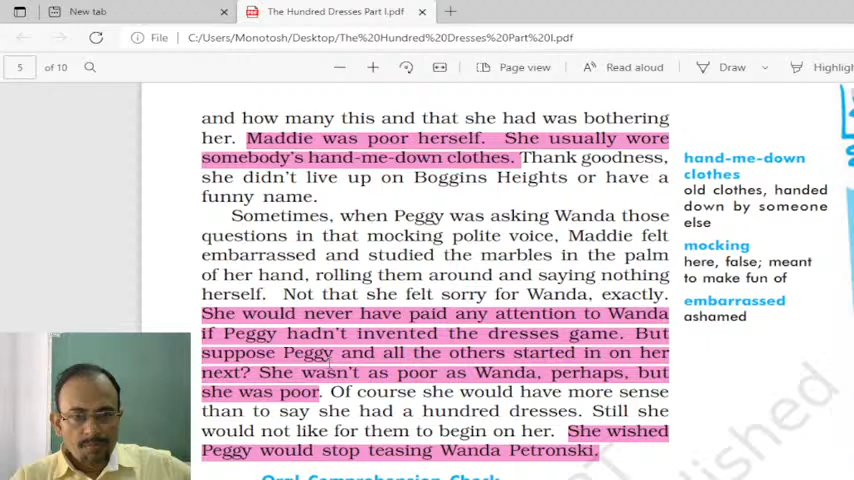 New tab
The Hundred Dresses Part I.pdf
File
C:/Users/Monotosh/Desktop/The%20Hundred%20Dresses%20Part%20I.pdf
5
of 10
Page view
Read aloud
Draw
Highligh
and how many this and that she had was bothering
her. Maddie was poor herself. She usually wore
somebody's hand-me-down clothes. Thank goodness,
she didn't live up on Boggins Heights or have a
funny name.
Sometimes, when Peggy was asking Wanda those
questions in that mocking polite voice, Maddie felt
embarrassed and studied the marbles in the palm
of her hand, rolling them around and saying nothing
herself. Not that she felt sorry for Wanda, exactly.
She would never have paid any attention to Wanda
if Peggy hadn't invented the dresses game. But
suppose Peggy and all the others started in on her
next? She wasn't as poor as Wanda, perhaps, but
she was poor. Of course she would have more sense
than to say she had a hundred dresses. Still she
would not like for them to begin on her. She wished
Peggy would stop teasing Wanda Petronski.
Oral Comprehension Check
hand-me-down
clothes
old clothes, handed
down by someone
else
mocking
here, false; meant
to make fun of
embarrassed
ashamed